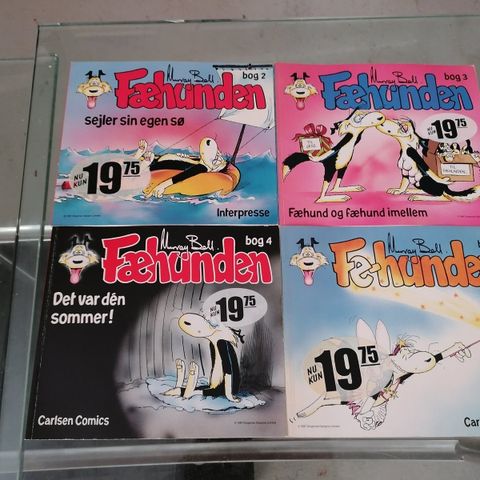 Murray Ball
bog 2
Fæhunden
sejler sin egen sø
NU KUN 19 75
Interpresse
Murray Ball
bog 3
Fæhunden
NU KUN 19 75
Fæhund og fæhund imellem
Murray Ball
bog 4
Fæhunden
Det var dén
sommer!
NU KUN 19 75
Carlsen Comics
Murray Ball
Fe-hunden
NU KUN 19 75